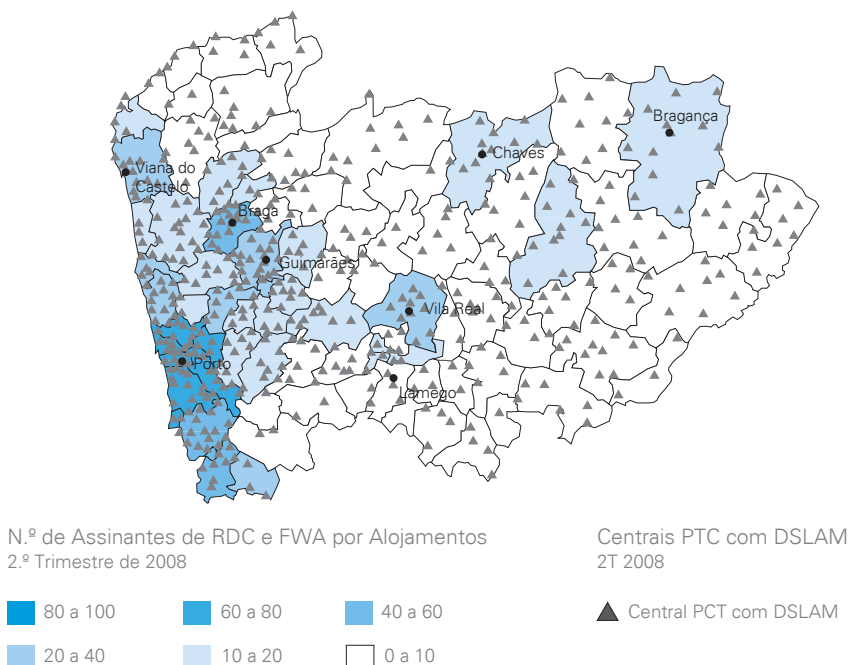 Bragança
Chaves
Viana do
Castelo
Braga
Guimarães
Vila Real
Porto
Lamego
N.º de Assinantes de RDC e FWA por Alojamentos
2.º Trimestre de 2008
Centrais PTC com DSLAM
2T 2008
80 a 100
60 a 80
40 a 60
Central PCT com DSLAM
20 a 40
10 a 20
0 a 10